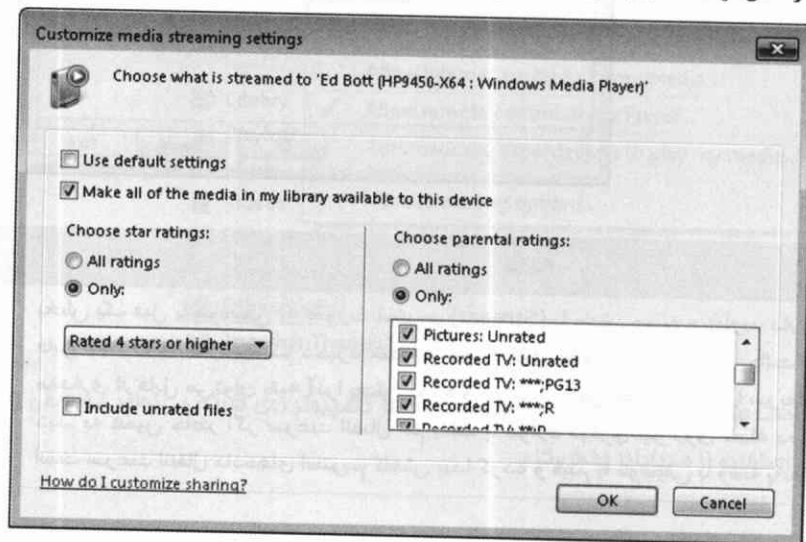 Customize media streaming settings
Choose what is streamed to 'Ed Bott (HP9450-X64 : Windows Media Player)'
Use default settings
Make all of the media in my library available to this device
Choose star ratings:
All ratings
Only:
Rated 4 stars or higher
Include unrated files
Choose parental ratings:
All ratings
Only:
Pictures: Unrated
Recorded TV: Unrated
Recorded TV: ***;PG13
Recorded TV: ***;R
How do I customize sharing?
OK
Cancel